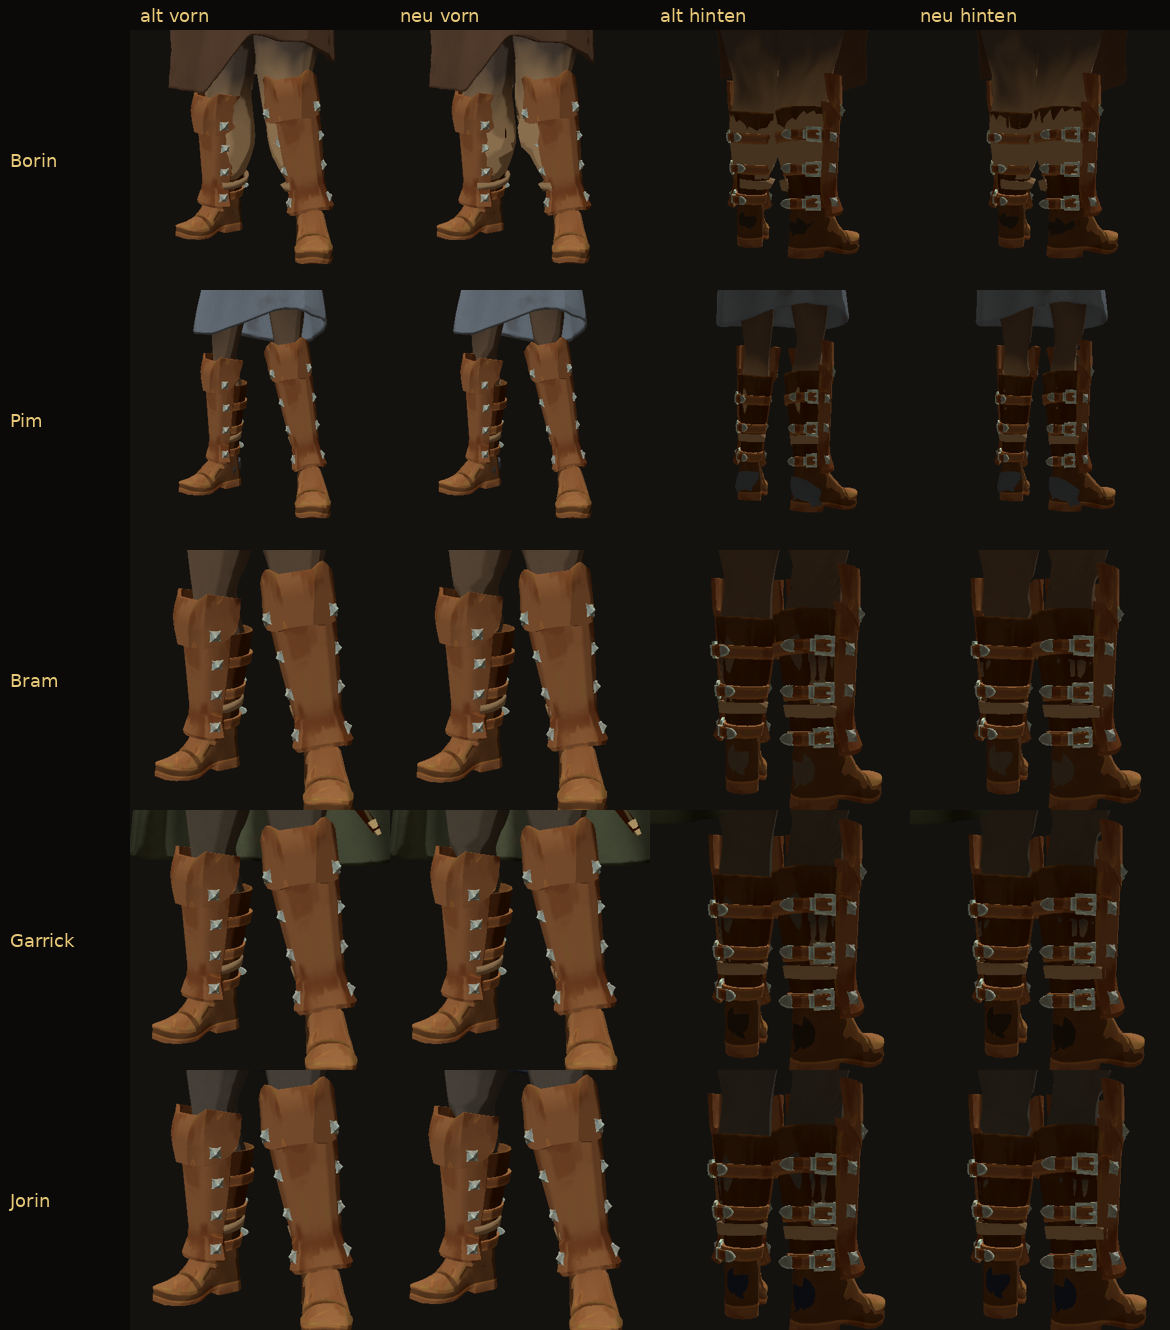 alt vorn neu vorn alt hinten neu hinten
Borin
Pim
Bram
Garrick
Jorin